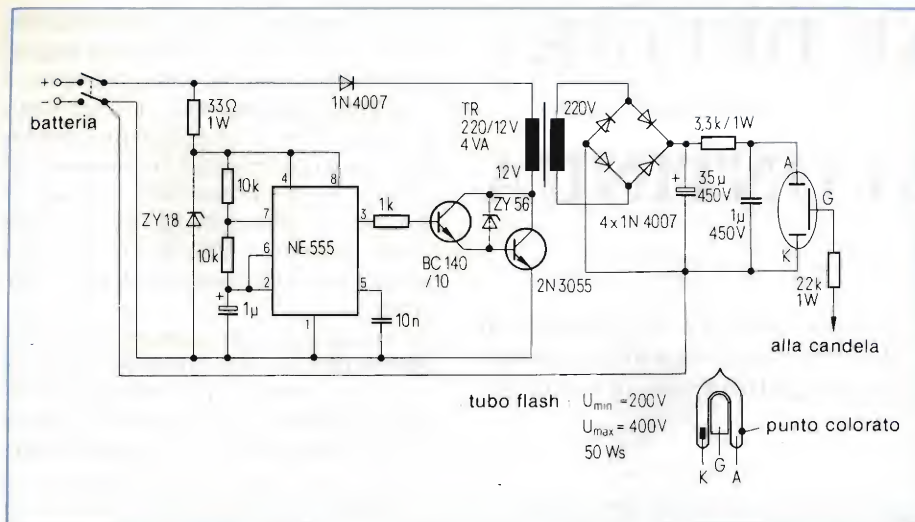 +
-
batteria
33Ω
1W
1N 4007
TR
220/12V
4 VA
12V
220V
4 x 1N 4007
3,3k / 1W
+
35µ
450V
1µ
450V
A
G
K
22k
1W
alla candela
ZY 18
10k
10k
+
1µ
4
8
7
6
2
3
5
1
NE 555
1k
10n
BC 140
/10
ZY 56
2N 3055
tubo flash
U min = 200V
U max = 400V
50 Ws
punto colorato
K
G
A